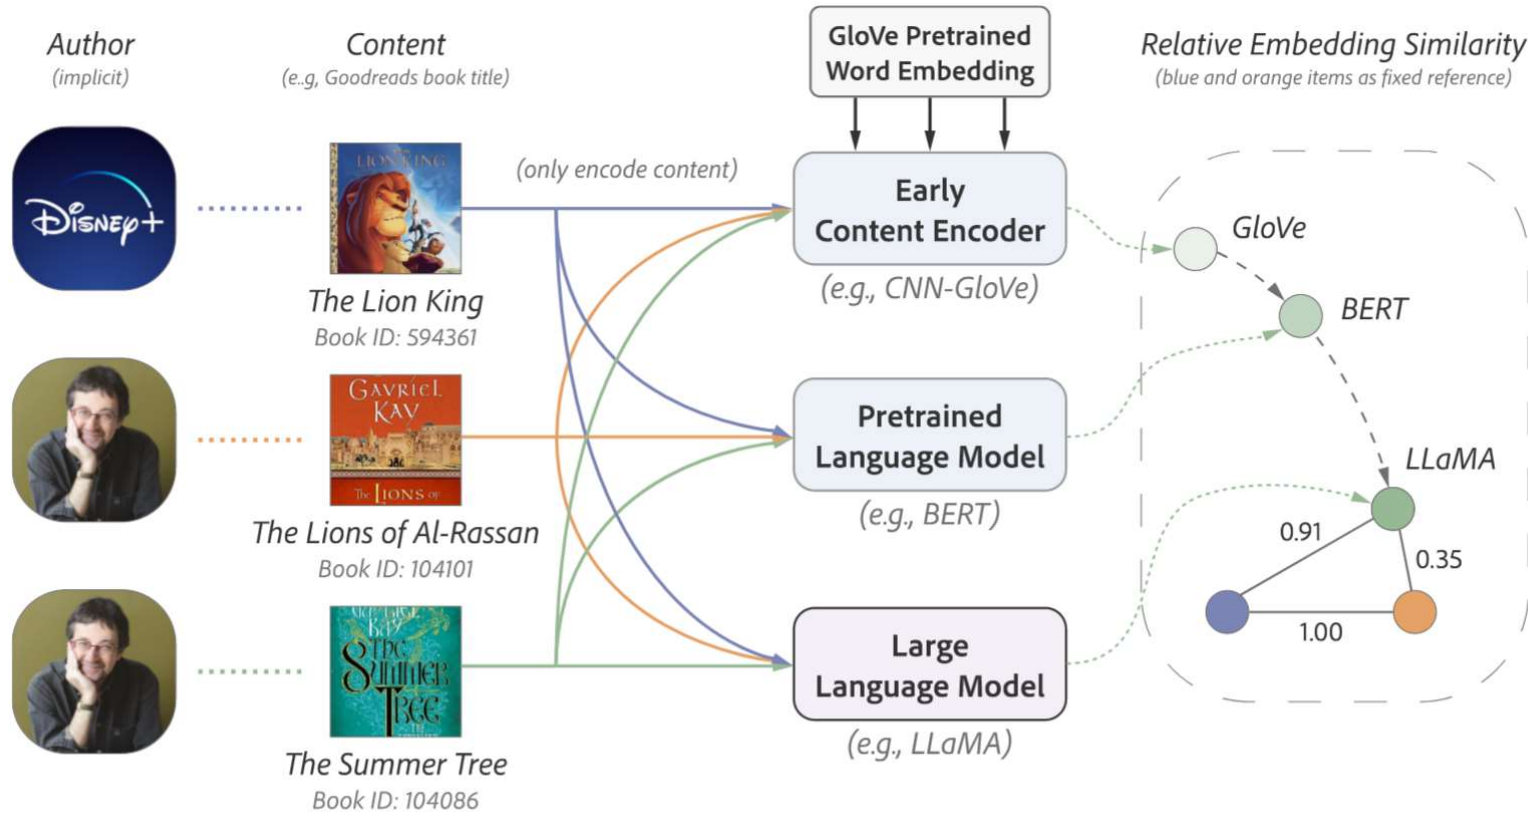 Author
(implicit)
Content
(e.g, Goodreads book title)
GloVe Pretrained
Word Embedding
Relative Embedding Similarity
(blue and orange items as fixed reference)
Disney+
LION KING
(only encode content)
Early
Content Encoder
(e.g., CNN-GloVe)
The Lion King
Book ID: 594361
GAVRIEL
KAY
THE LIONS OF
Pretrained
Language Model
(e.g., BERT)
The Lions of Al-Rassan
Book ID: 104101
KAY
THE
SUMMER
TREE
Large
Language Model
(e.g., LLaMA)
The Summer Tree
Book ID: 104086
GloVe
BERT
LLaMA
0.91
0.35
1.00